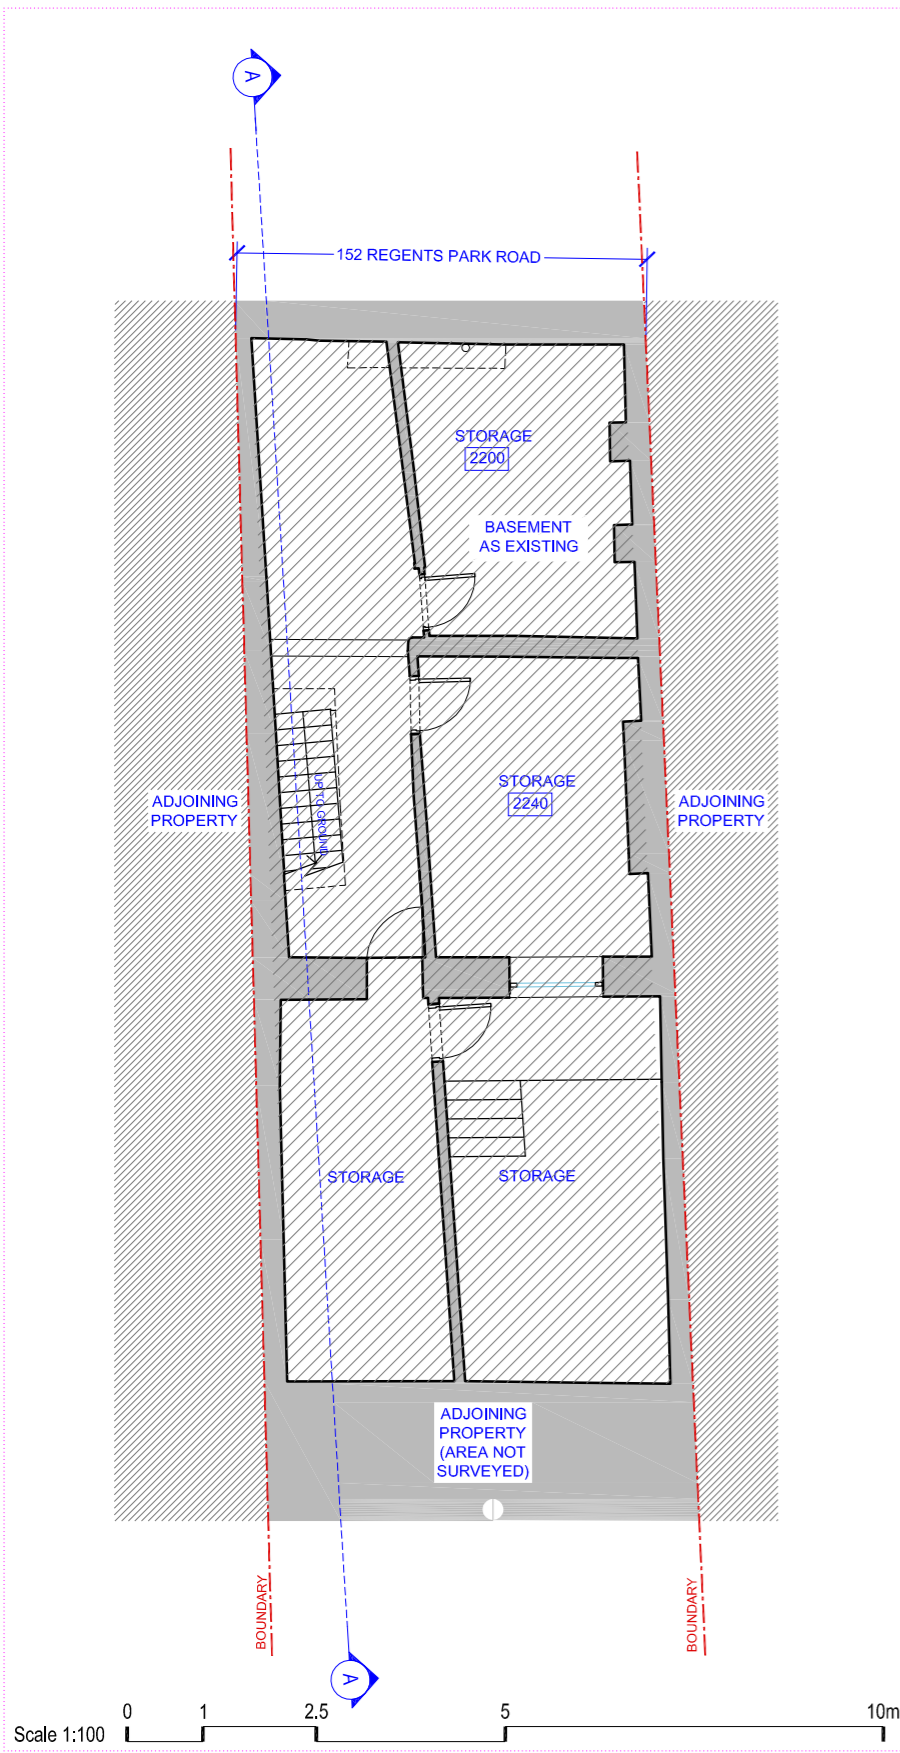 A
152 REGENTS PARK ROAD
STORAGE
2200
BASEMENT
AS EXISTING
STORAGE
2240
UP TO GROUND
ADJOINING
PROPERTY
ADJOINING
PROPERTY
STORAGE
STORAGE
ADJOINING
PROPERTY
(AREA NOT
SURVEYED)
BOUNDARY
BOUNDARY
A
0 1 2.5 5 10m
Scale 1:100